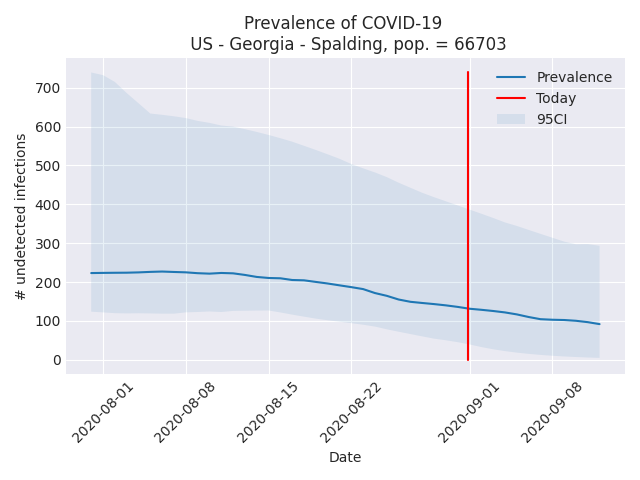 Prevalence of COVID-19
US - Georgia - Spalding, pop. = 66703
Prevalence
Today
95CI
# undetected infections
700
600
500
400
300
200
100
0
2020-08-01
2020-08-08
2020-08-15
2020-08-22
2020-09-01
2020-09-08
Date